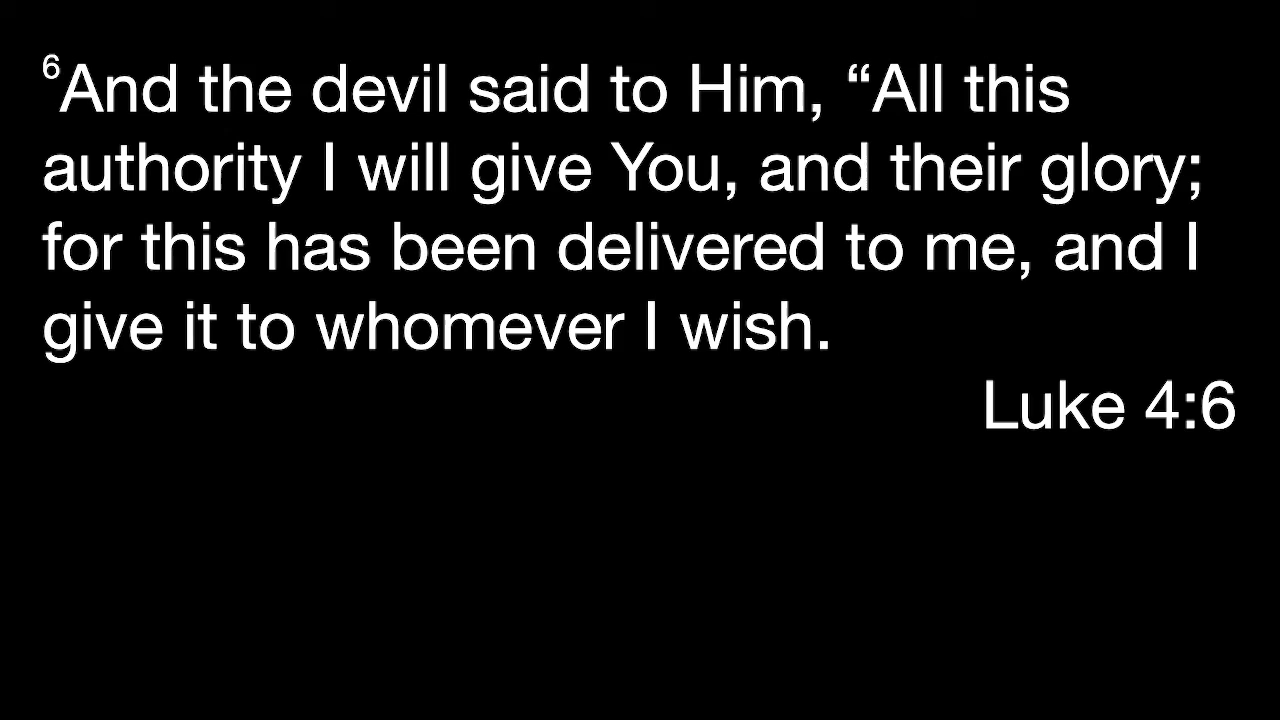 ⁶And the devil said to Him, “All this
authority I will give You, and their glory;
for this has been delivered to me, and I
give it to whomever I wish.
Luke 4:6